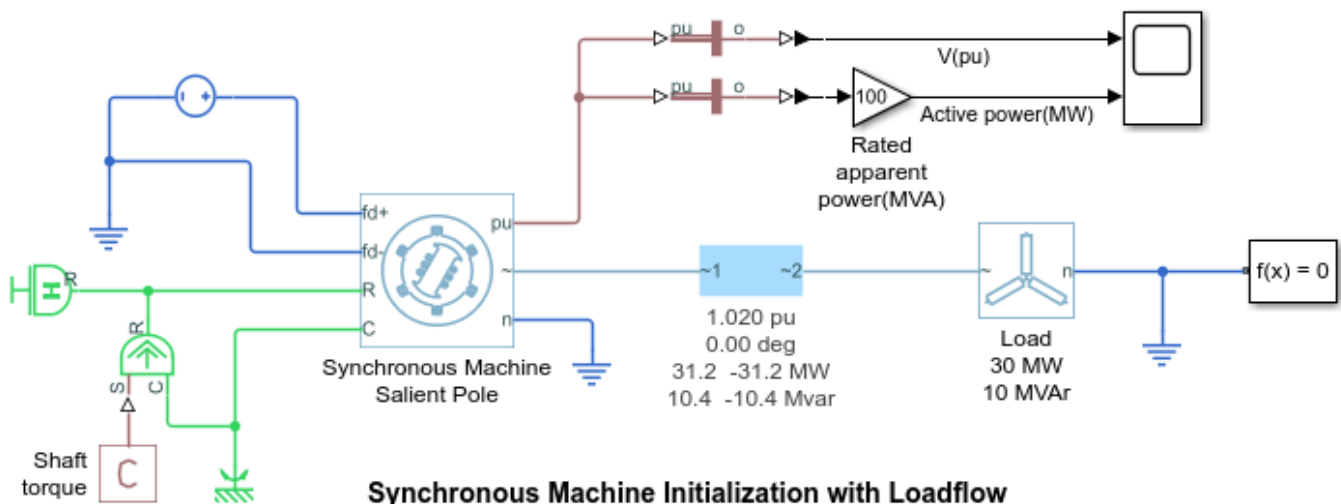 pu
o
V(pu)
pu
o
100
Active power(MW)
Rated
apparent
power(MVA)
- +
fd+
pu
fd-
~
~1
~2
~
n
f(x) = 0
R
H
R
C
n
R
1.020 pu
0.00 deg
31.2 -31.2 MW
10.4 -10.4 Mvar
Load
30 MW
10 MVAr
Synchronous Machine
Salient Pole
S
C
Shaft
torque
C
Synchronous Machine Initialization with Loadflow